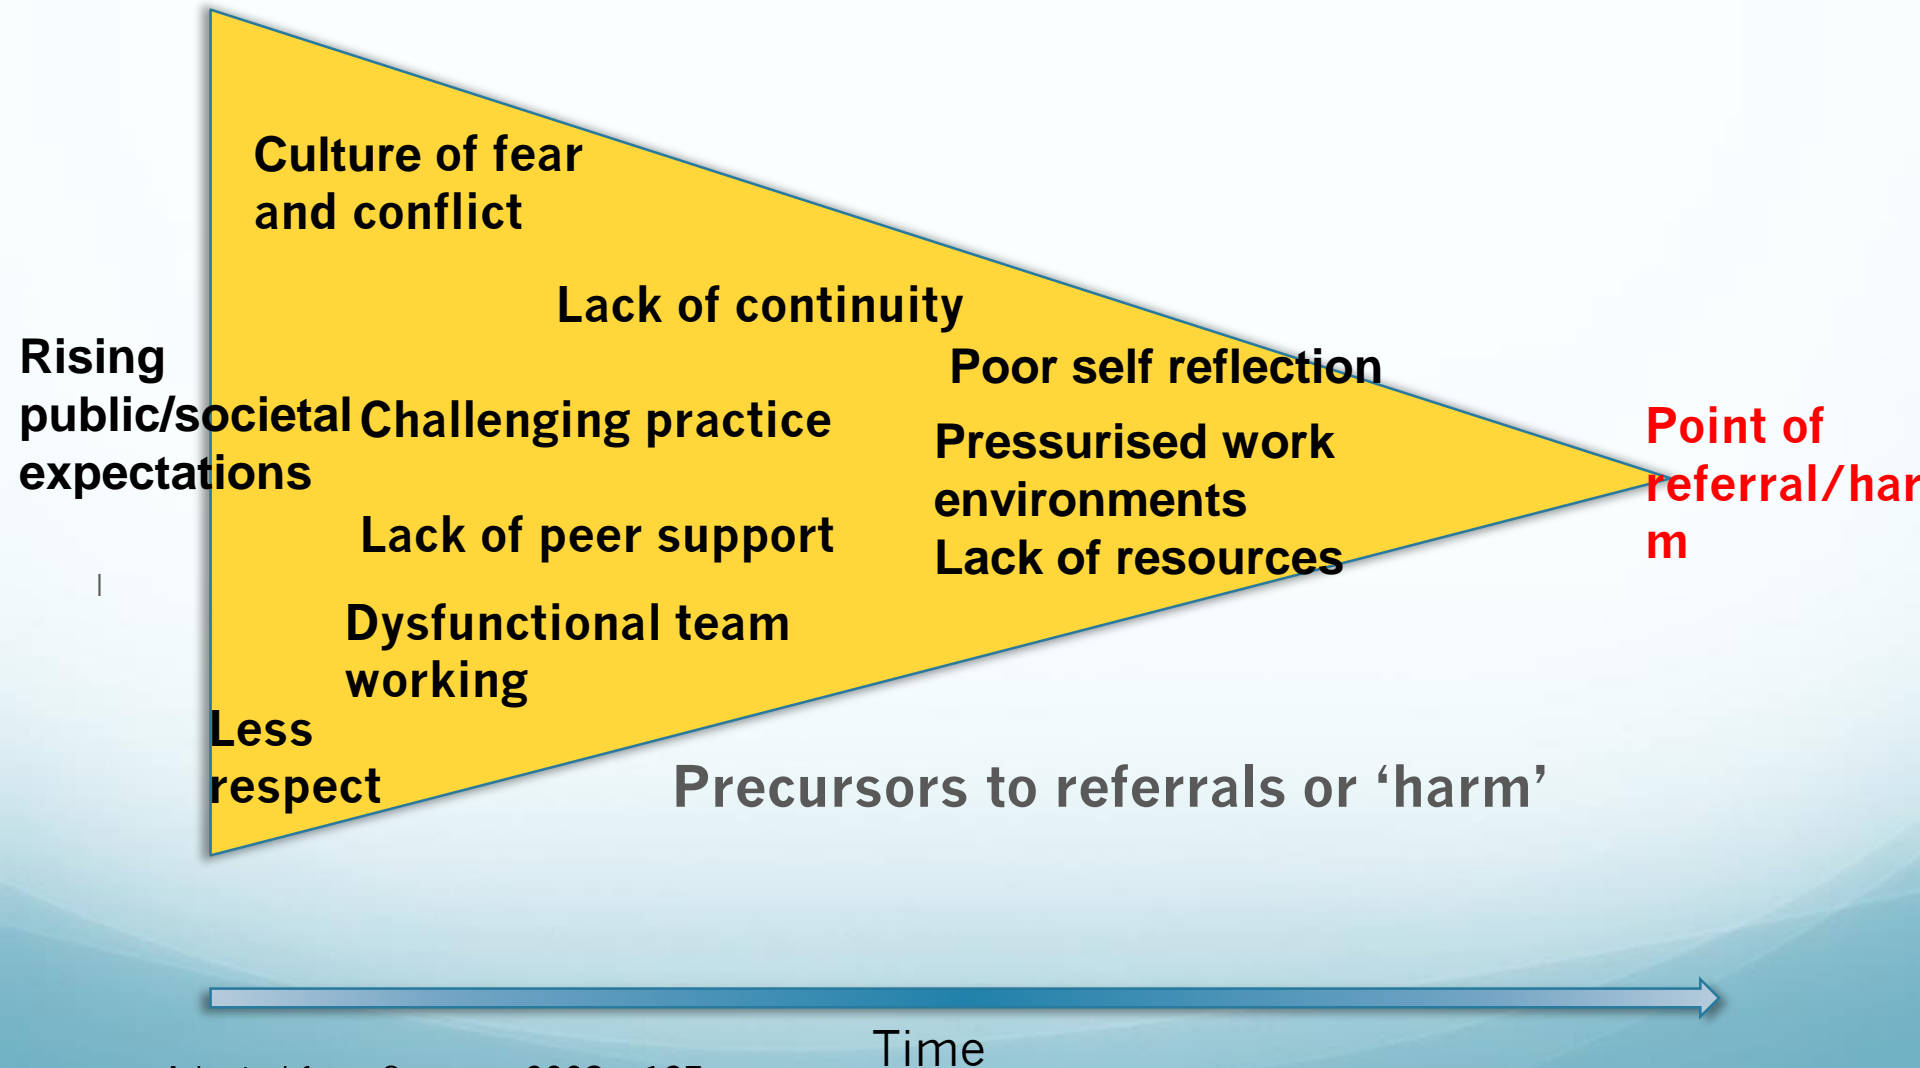 Culture of fear
and conflict
Lack of continuity
Rising
public/societal
expectations
Poor self reflection
Challenging practice
Pressurised work
environments
Lack of resources
Point of
referral/har
m
Lack of peer support
Dysfunctional team
working
Less
respect
Precursors to referrals or ‘harm’
Time